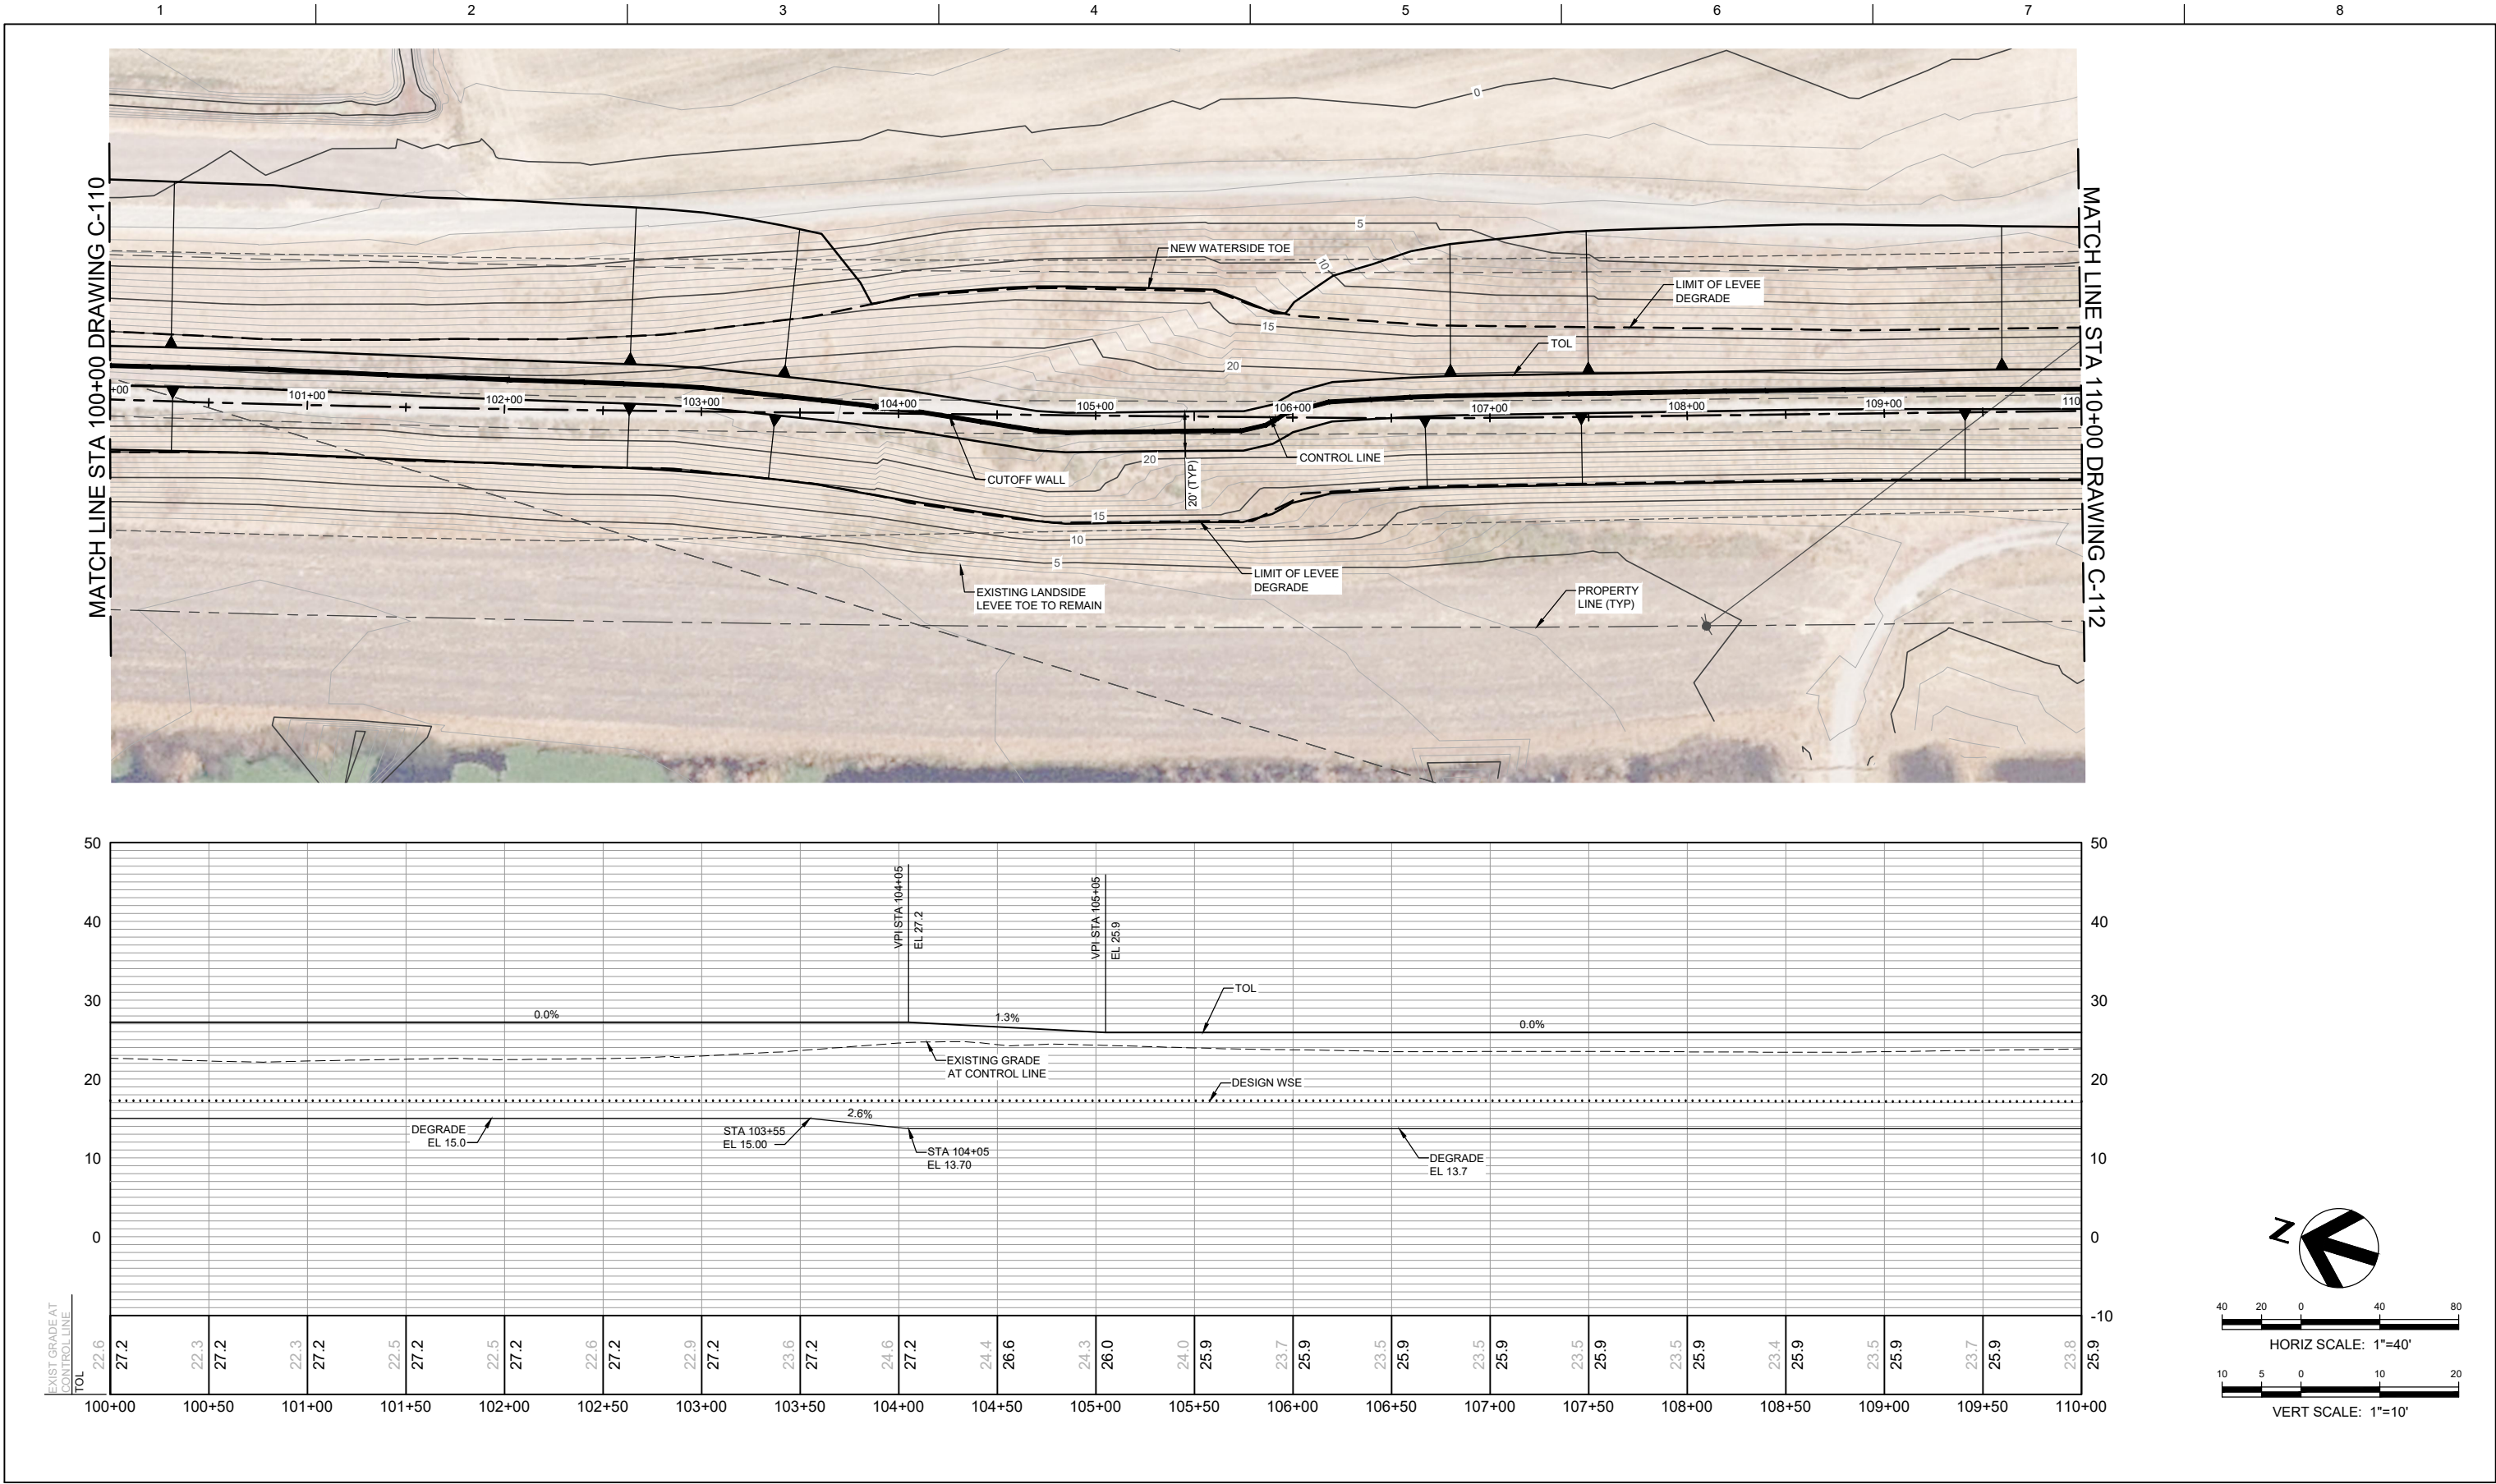 1 2 3 4 5 6 7 8
MATCH LINE STA 100+00 DRAWING C-110
MATCH LINE STA 110+00 DRAWING C-112
0
5
NEW WATERSIDE TOE
10
LIMIT OF LEVEE
DEGRADE
15
TOL
20
+00 101+00 102+00 103+00 104+00 105+00 106+00 107+00 108+00 109+00 110
CUTOFF WALL
20
20' (TYP)
CONTROL LINE
15
10
5
EXISTING LANDSIDE
LEVEE TOE TO REMAIN
LIMIT OF LEVEE
DEGRADE
PROPERTY
LINE (TYP)
50 50
40 40
30 30
20 20
10 10
0 0
-10
VPI STA 104+05
EL 27.2
VPI STA 105+05
EL 25.9
TOL
0.0% 1.3% 0.0%
EXISTING GRADE
AT CONTROL LINE
DESIGN WSE
2.6%
DEGRADE
EL 15.0
STA 103+55
EL 15.00
STA 104+05
EL 13.70
DEGRADE
EL 13.7
EXIST GRADE AT
CONTROL LINE
TOL
22.6 22.3 22.3 22.5 22.5 22.6 22.9 23.6 24.6 24.4 24.3 24.0 23.7 23.5 23.5 23.5 23.5 23.4 23.5 23.7 23.8
27.2 27.2 27.2 27.2 27.2 27.2 27.2 27.2 27.2 26.6 26.0 25.9 25.9 25.9 25.9 25.9 25.9 25.9 25.9 25.9 25.9
100+00 100+50 101+00 101+50 102+00 102+50 103+00 103+50 104+00 104+50 105+00 105+50 106+00 106+50 107+00 107+50 108+00 108+50 109+00 109+50 110+00
N
40 20 0 40 80
HORIZ SCALE: 1"=40'
10 5 0 10 20
VERT SCALE: 1"=10'